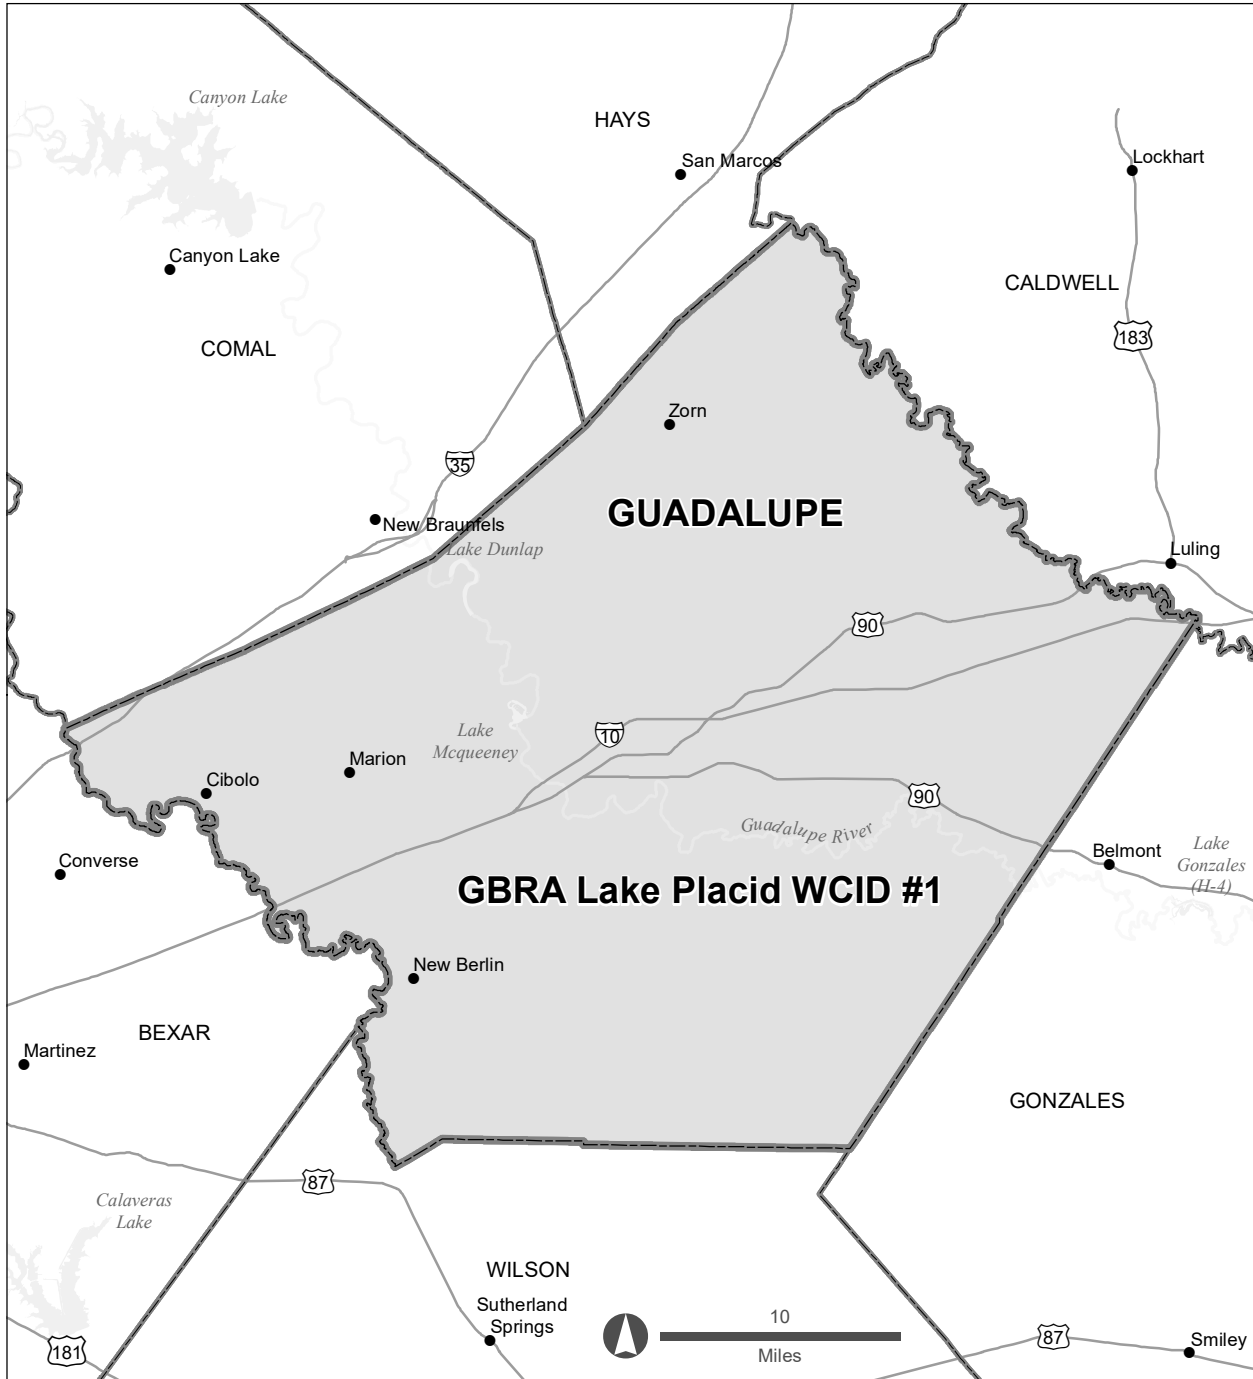 Canyon Lake
HAYS
San Marcos
Lockhart
Canyon Lake
CALDWELL
183
COMAL
Zorn
35
GUADALUPE
New Braunfels
Lake Dunlap
Luling
90
Lake
Mcqueeney
10
Marion
Cibolo
90
Guadalupe River
Converse
Belmont
Lake
Gonzales
(H-4)
GBRA Lake Placid WCID #1
New Berlin
BEXAR
Martinez
GONZALES
87
Calaveras
Lake
WILSON
Sutherland
Springs
10
Miles
87
Smiley
181